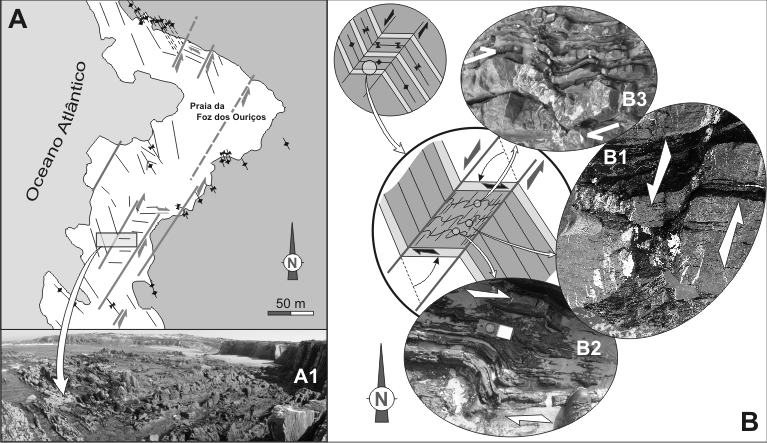 A
Oceano Atlântico
Praia da
Foz dos Ouriços
N
50 m
A1
B3
B1
B2
N
B